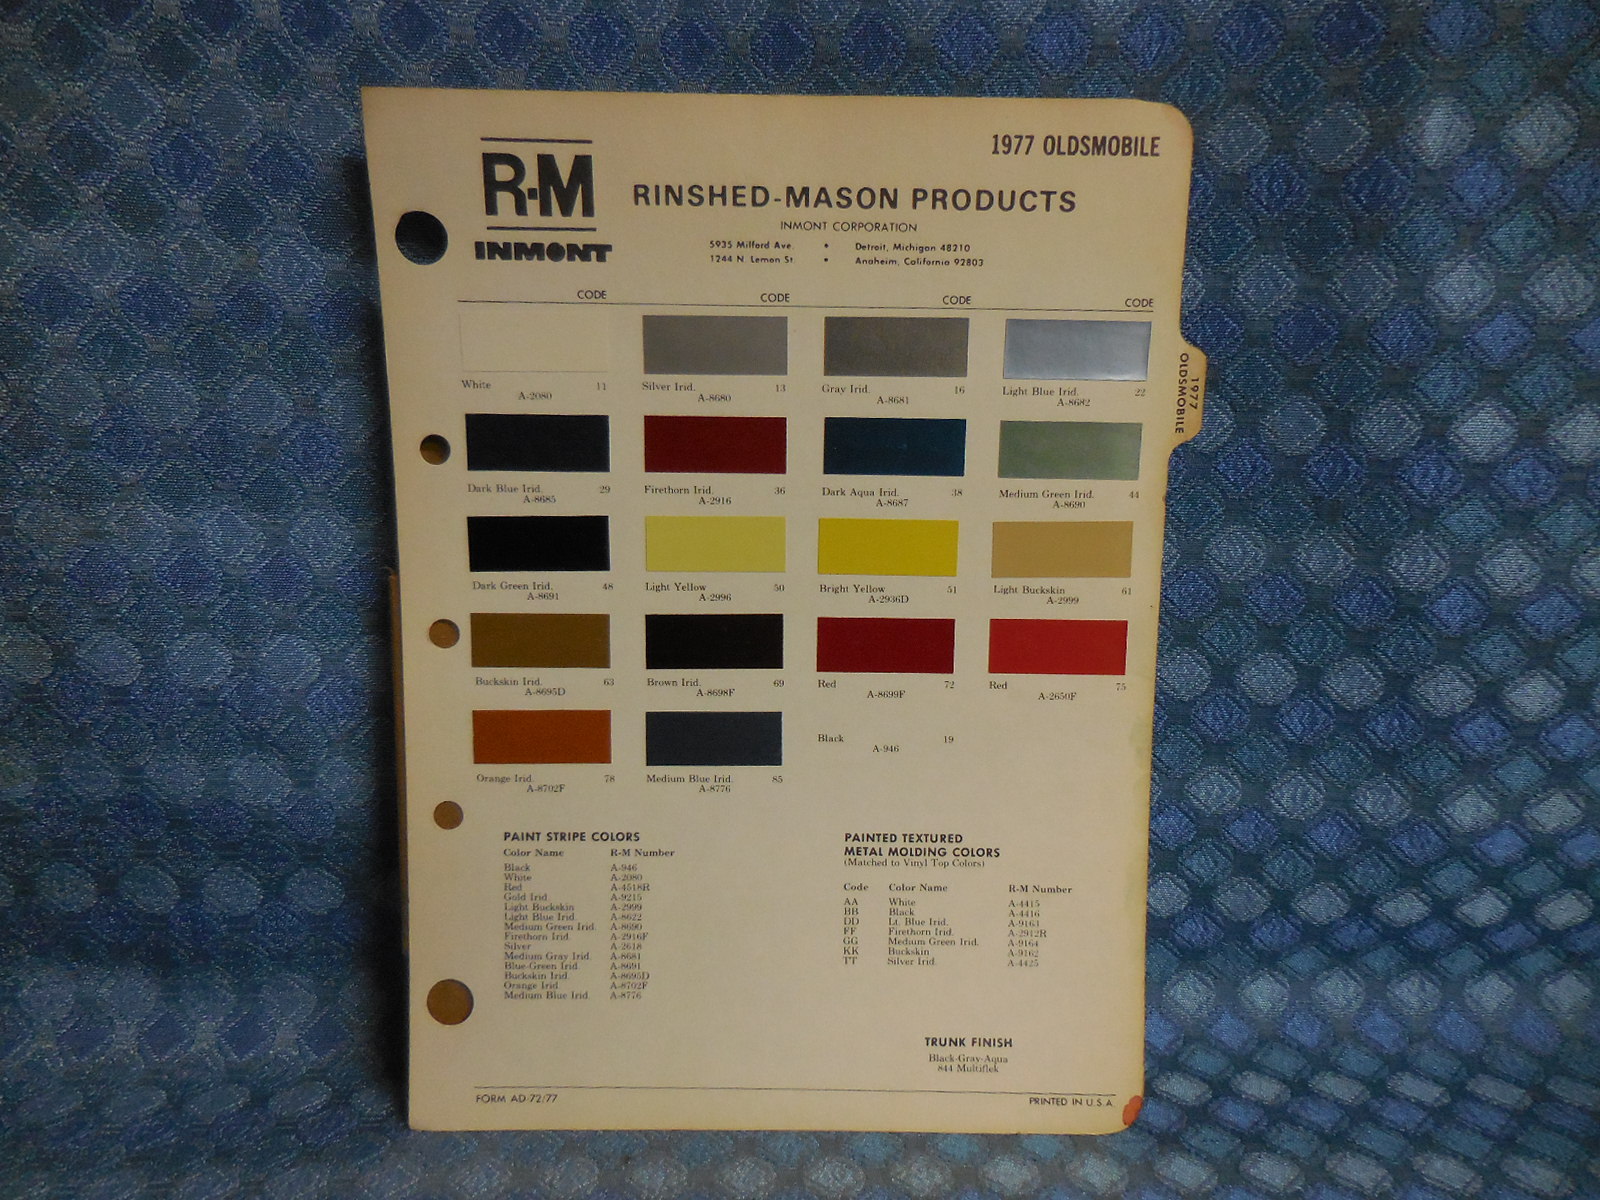 1977 OLDSMOBILE
R-M
INMONT
RINSHED-MASON PRODUCTS
INMONT CORPORATION
5935 Milford Ave. • Detroit, Michigan 48210
1244 N. Lemon St. • Anaheim, California 92803
CODE CODE CODE CODE
White 11 Silver Irid. 13 Gray Irid. 16 Light Blue Irid. 22
A-2080 A-8680 A-8681 A-8682
1977
OLDSMOBILE
Dark Blue Irid. 29 Firethorn Irid. 36 Dark Aqua Irid. 38 Medium Green Irid. 44
A-8685 A-2916 A-8687 A-8690
Dark Green Irid. 48 Light Yellow 50 Bright Yellow 51 Light Buckskin 61
A-8691 A-2996 A-2936D A-2999
Buckskin Irid. 63 Brown Irid. 69 Red 72 Red 75
A-8695D A-8698F A-8699F A-2650F
Orange Irid. 78 Medium Blue Irid. 85 Black 19
A-8702F A-8776 A-946
PAINT STRIPE COLORS
Color Name R-M Number
Black A-946
White A-2080
Red A-4518R
Gold Irid A-9215
Light Buckskin A-2999
Light Blue Irid. A-8622
Medium Green Irid. A-8690
Firethorn Irid. A-2916F
Silver A-2618
Medium Gray Irid. A-8681
Blue-Green Irid. A-8691
Buckskin Irid. A-8695D
Orange Irid. A-8702F
Medium Blue Irid. A-8776
PAINTED TEXTURED
METAL MOLDING COLORS
(Matched to Vinyl Top Colors)
Code Color Name R-M Number
AA White A-4415
BB Black A-4416
DD Lt. Blue Irid. A-9163
FF Firethorn Irid. A-2912R
GG Medium Green Irid. A-9164
KK Buckskin A-9162
TT Silver Irid. A-4425
TRUNK FINISH
Black-Gray-Aqua
844 Multiflek
FORM AD-72/77 PRINTED IN U.S.A.